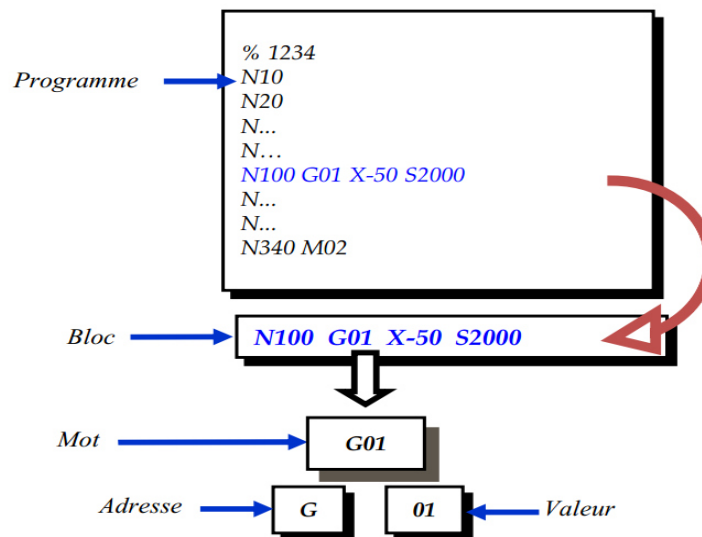 % 1234
Programme
N10
N20
N...
N...
N100 G01 X-50 S2000
N...
N...
N340 M02
Bloc
N100 G01 X-50 S2000
Mot
G01
Adresse
G
01
Valeur